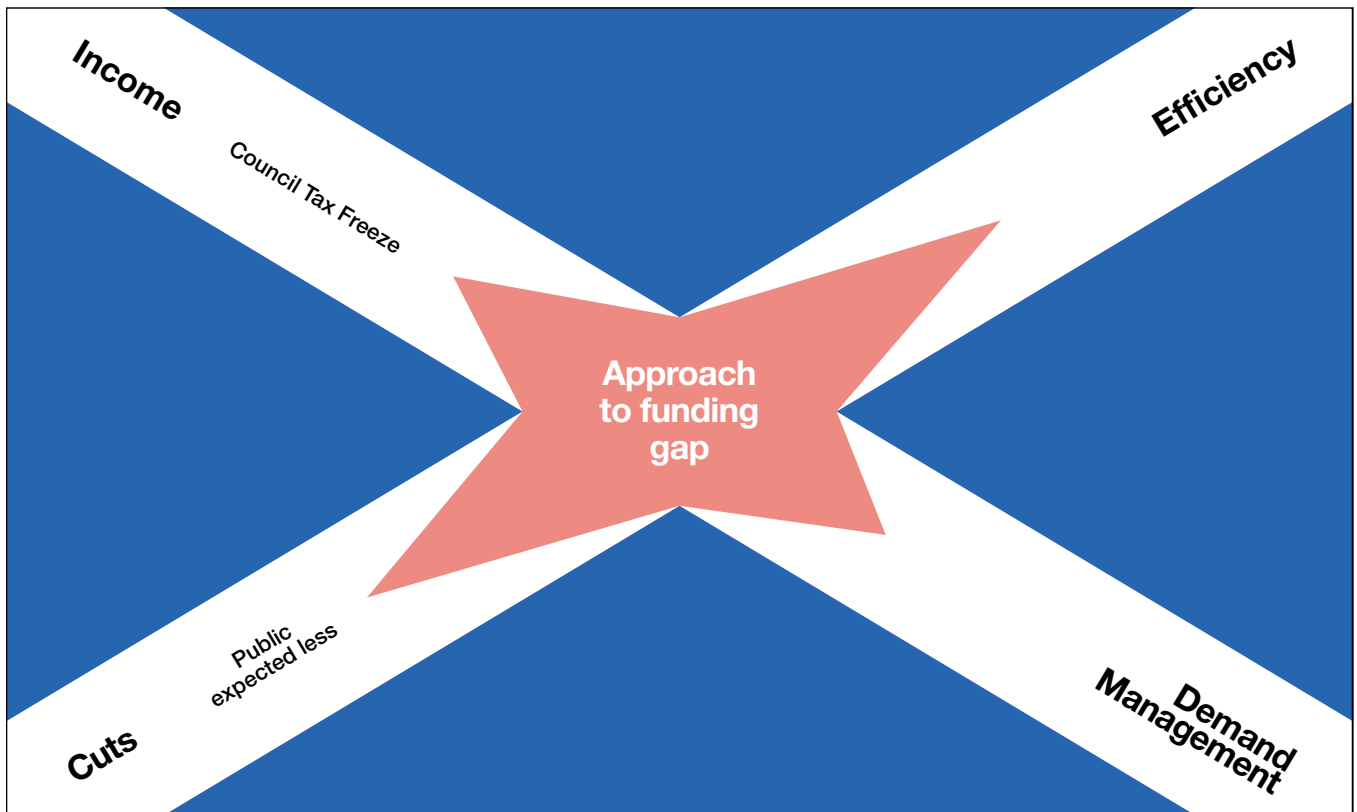 Income
Efficiency
Council Tax Freeze
Approach
to funding
gap
Public
expected less
Cuts
Demand
Management